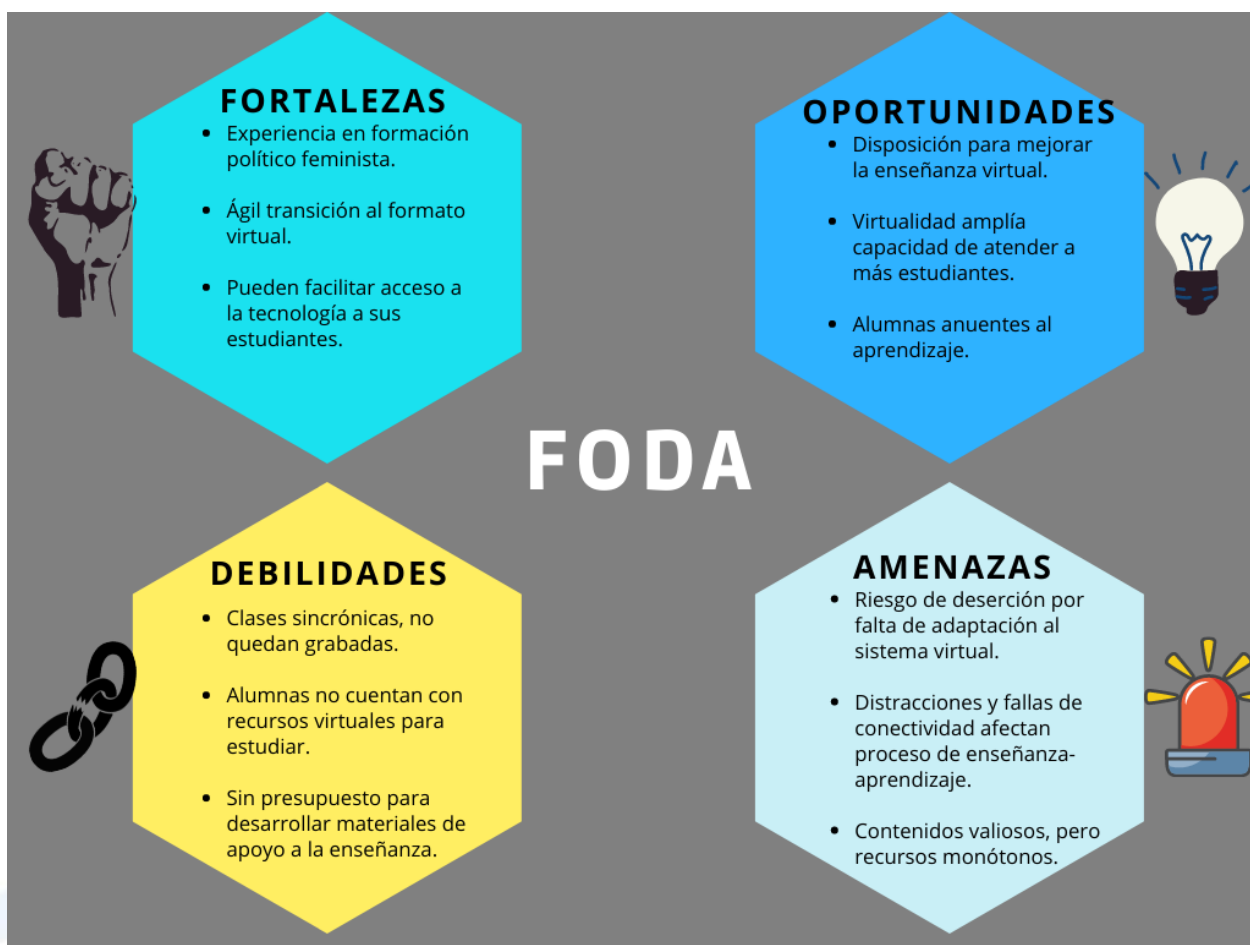 FORTALEZAS
• Experiencia en formación
político feminista.
• Ágil transición al formato
virtual.
• Pueden facilitar acceso a
la tecnología a sus
estudiantes.
OPORTUNIDADES
• Disposición para mejorar
la enseñanza virtual.
• Virtualidad amplía
capacidad de atender a
más estudiantes.
• Alumnas anuentes al
aprendizaje.
FODA
DEBILIDADES
• Clases sincrónicas, no
quedan grabadas.
• Alumnas no cuentan con
recursos virtuales para
estudiar.
• Sin presupuesto para
desarrollar materiales de
apoyo a la enseñanza.
AMENAZAS
• Riesgo de deserción por
falta de adaptación al
sistema virtual.
• Distracciones y fallas de
conectividad afectan
proceso de enseñanza-
aprendizaje.
• Contenidos valiosos, pero
recursos monótonos.